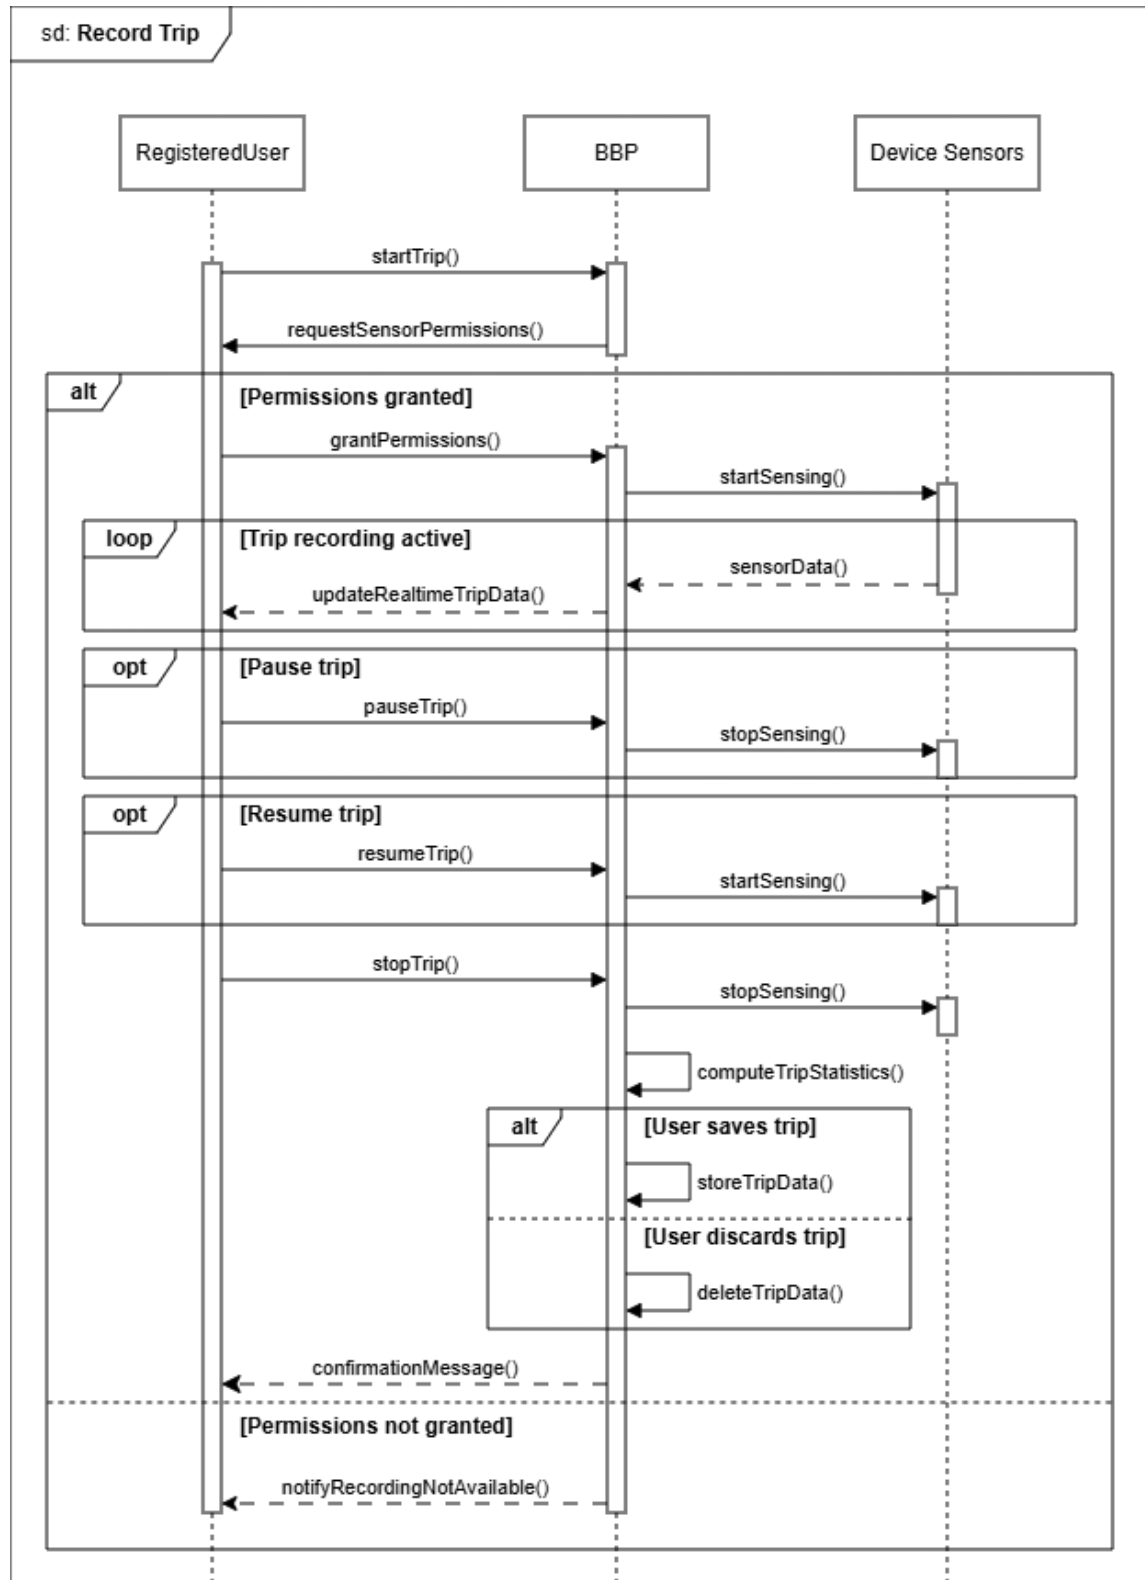 sd: Record Trip
RegisteredUser
BBP
Device Sensors
startTrip()
requestSensorPermissions()
alt
[Permissions granted]
grantPermissions()
startSensing()
loop
[Trip recording active]
sensorData()
updateRealtimeTripData()
opt
[Pause trip]
pauseTrip()
stopSensing()
opt
[Resume trip]
resumeTrip()
startSensing()
stopTrip()
stopSensing()
computeTripStatistics()
alt
[User saves trip]
storeTripData()
[User discards trip]
deleteTripData()
confirmationMessage()
[Permissions not granted]
notifyRecordingNotAvailable()